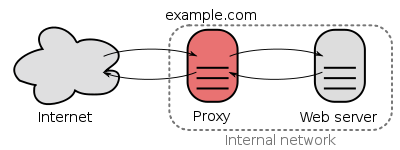 example.com
Internet
Proxy
Web server
Internal network